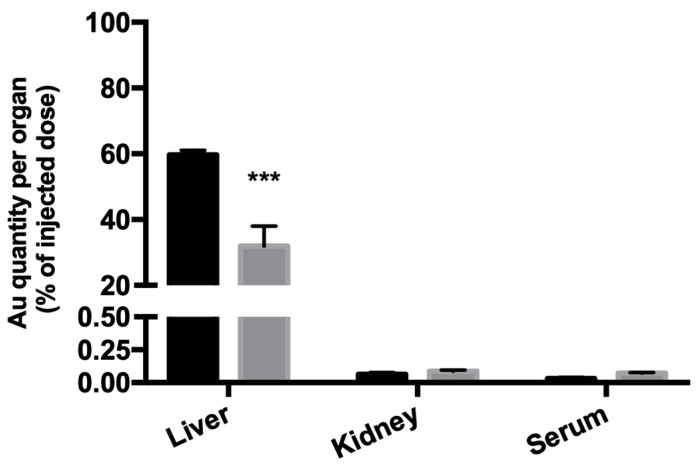 Au quantity per organ
(% of injected dose)
100
80
60
40
20
0.50
0.25
0.00
***
Liver
Kidney
Serum